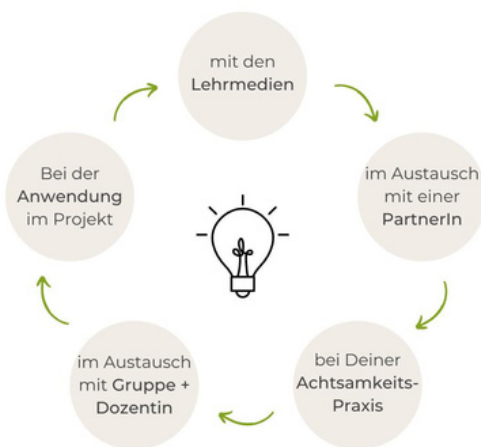 mit den
Lehrmedien
im Austausch
mit einer
PartnerIn
bei Deiner
Achtsamkeits-
Praxis
im Austausch
mit Gruppe +
Dozentin
Bei der
Anwendung
im Projekt